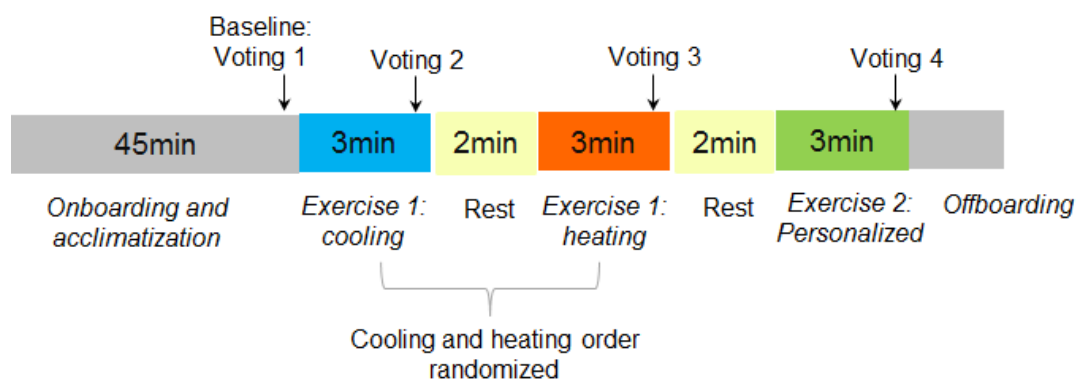 Baseline:
Voting 1
Voting 2
Voting 3
Voting 4
45min
3min
2min
3min
2min
3min
Onboarding and
acclimatization
Exercise 1:
cooling
Rest
Exercise 1:
heating
Rest
Exercise 2:
Personalized
Offboarding
Cooling and heating order
randomized